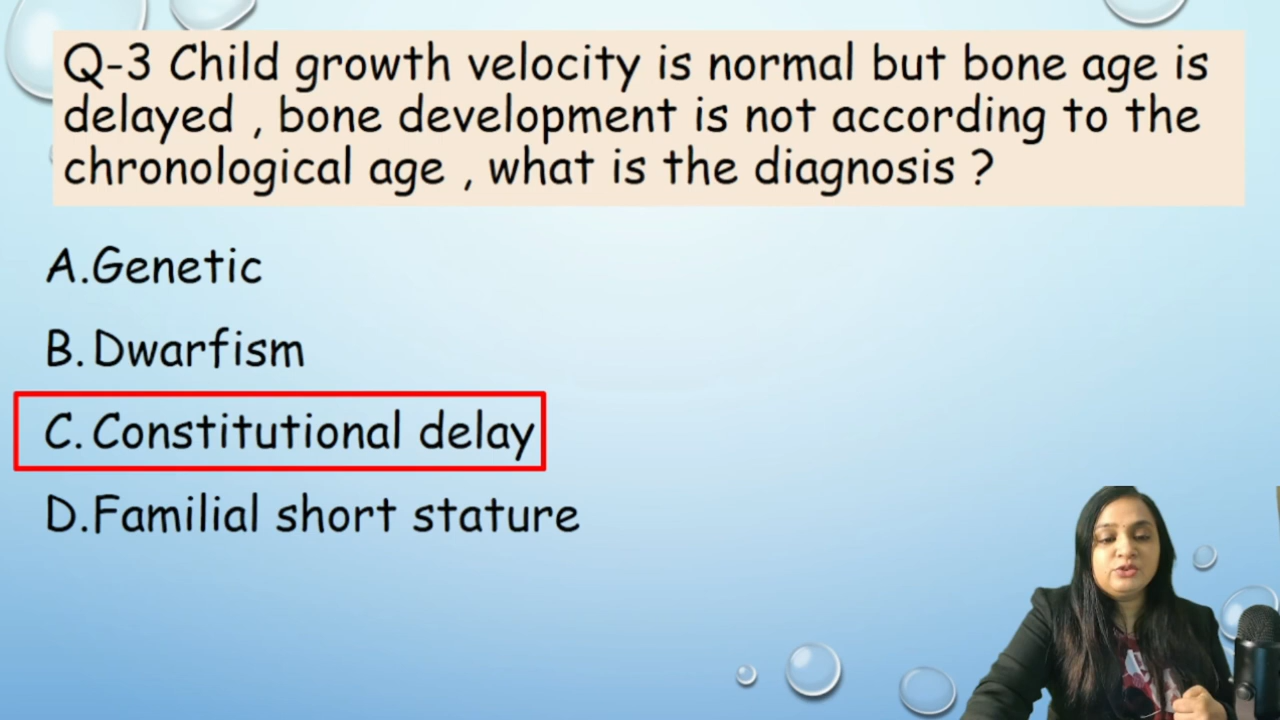 Q-3 Child growth velocity is normal but bone age is
delayed , bone development is not according to the
chronological age , what is the diagnosis ?
A.Genetic
B. Dwarfism
C. Constitutional delay
D.Familial short stature